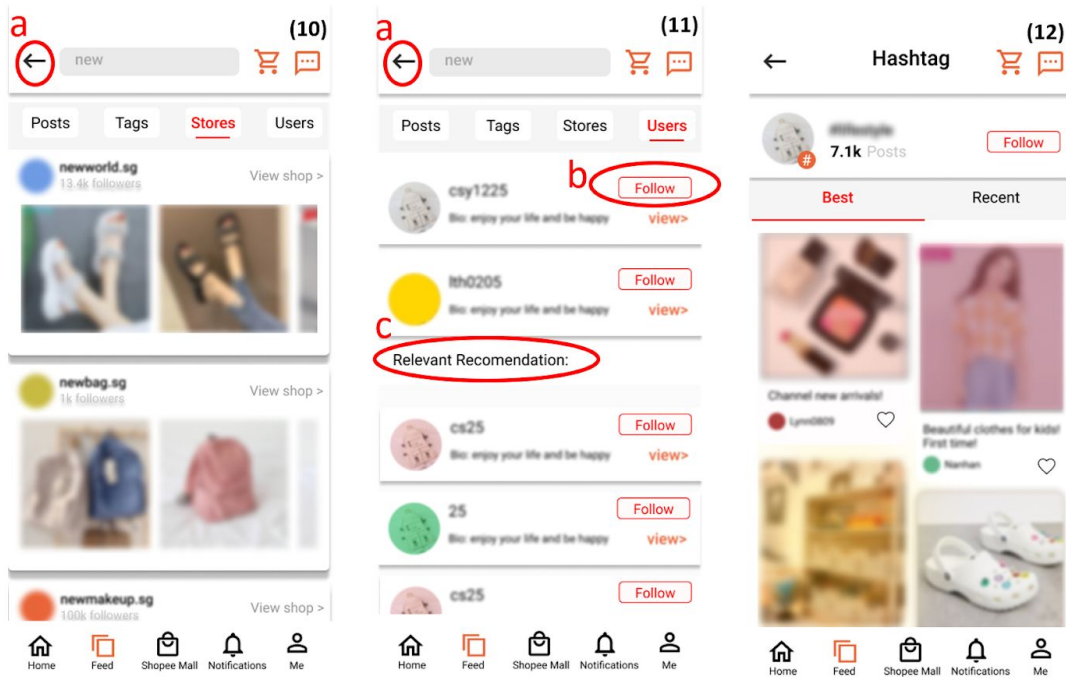 a
(10)
new
Posts Tags Stores Users
newworld.sg
13.4k followers
View shop >
newbag.sg
1k followers
View shop >
newmakeup.sg
100k followers
View shop >
Home Feed Shopee Mall Notifications Me
a
(11)
new
Posts Tags Stores Users
b
csy1225
Follow
Bio: enjoy your life and be happy
view>
lth0205
Follow
Bio: enjoy your life and be happy
view>
c
Relevant Recomendation:
cs25
Follow
Bio: enjoy your life and be happy
view>
25
Follow
Bio: enjoy your life and be happy
view>
cs25
Follow
Home Feed Shopee Mall Notifications Me
(12)
Hashtag
#lifestyle
7.1k Posts
#
Follow
Best Recent
Channel new arrivals!
Lynn0809
Beautiful clothes for kids!
First time!
Nanhan
Home Feed Shopee Mall Notifications Me